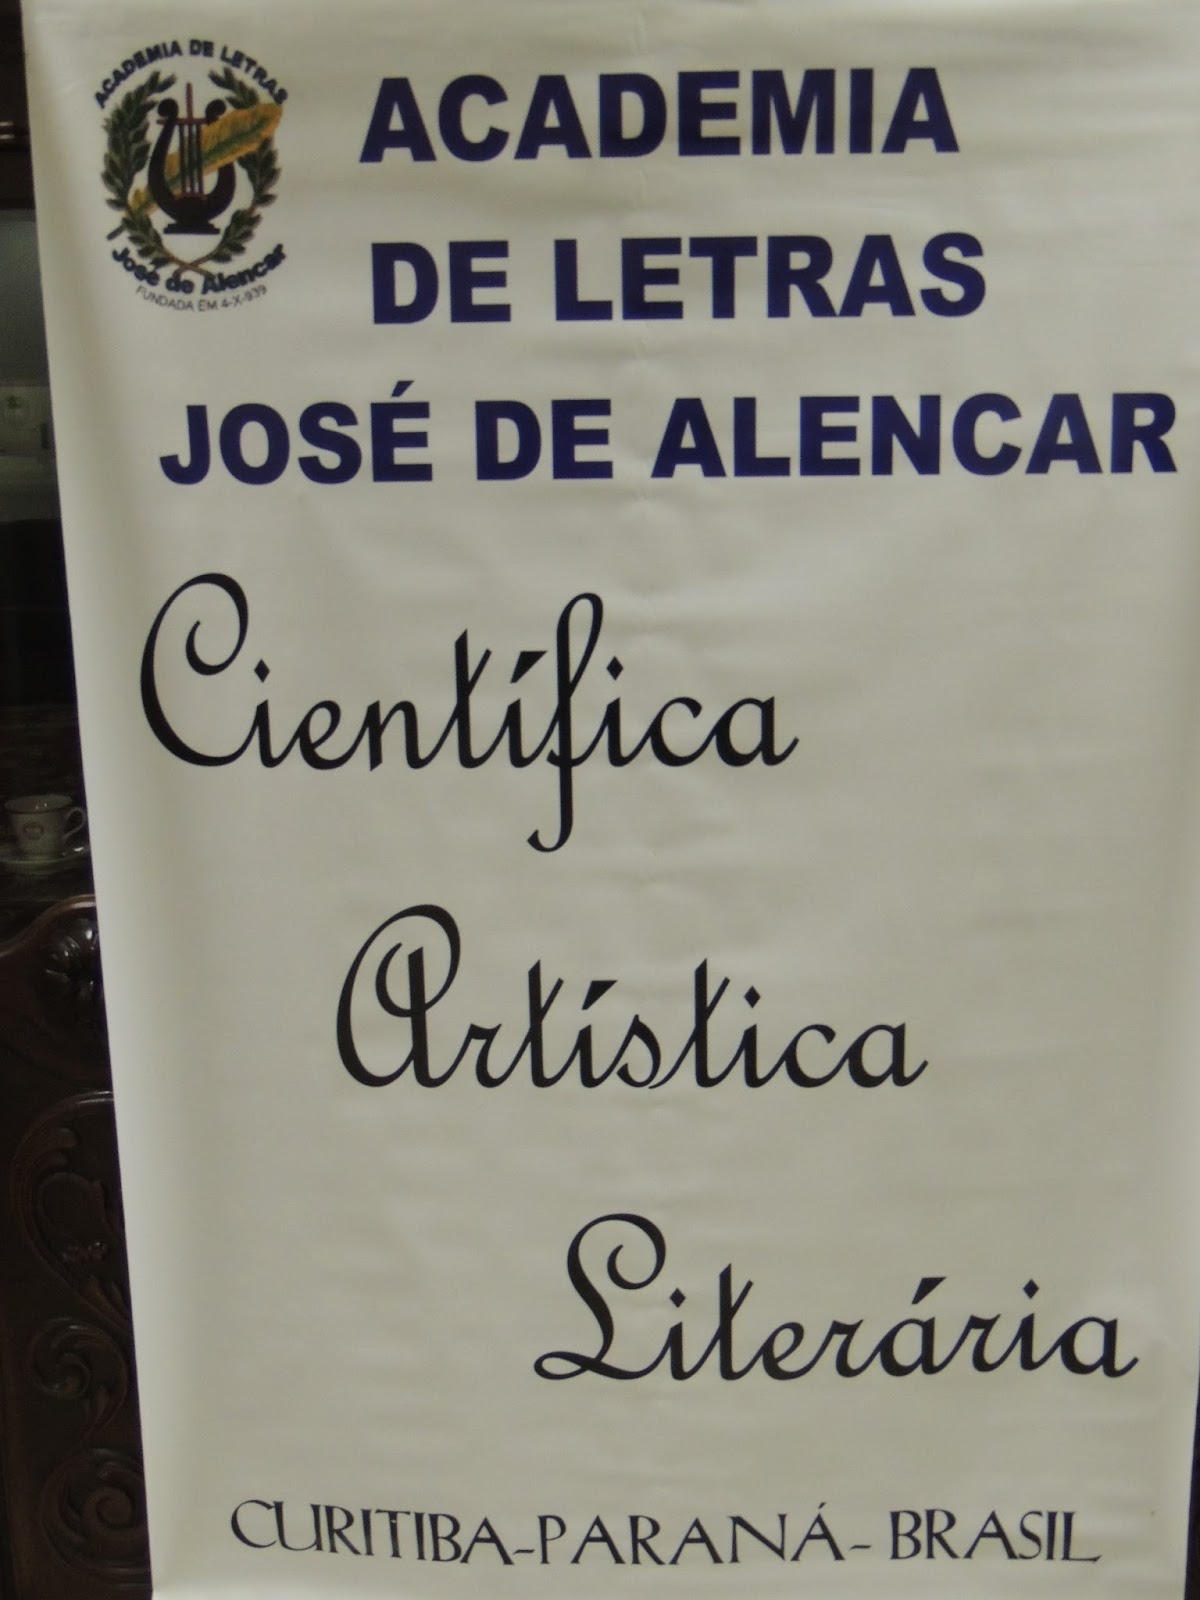 ACADEMIA DE LETRAS
José de Alencar
FUNDADA EM 4-X-939
ACADEMIA
DE LETRAS
JOSÉ DE ALENCAR
Científica
Artística
Literária
CURITIBA-PARANÁ-BRASIL